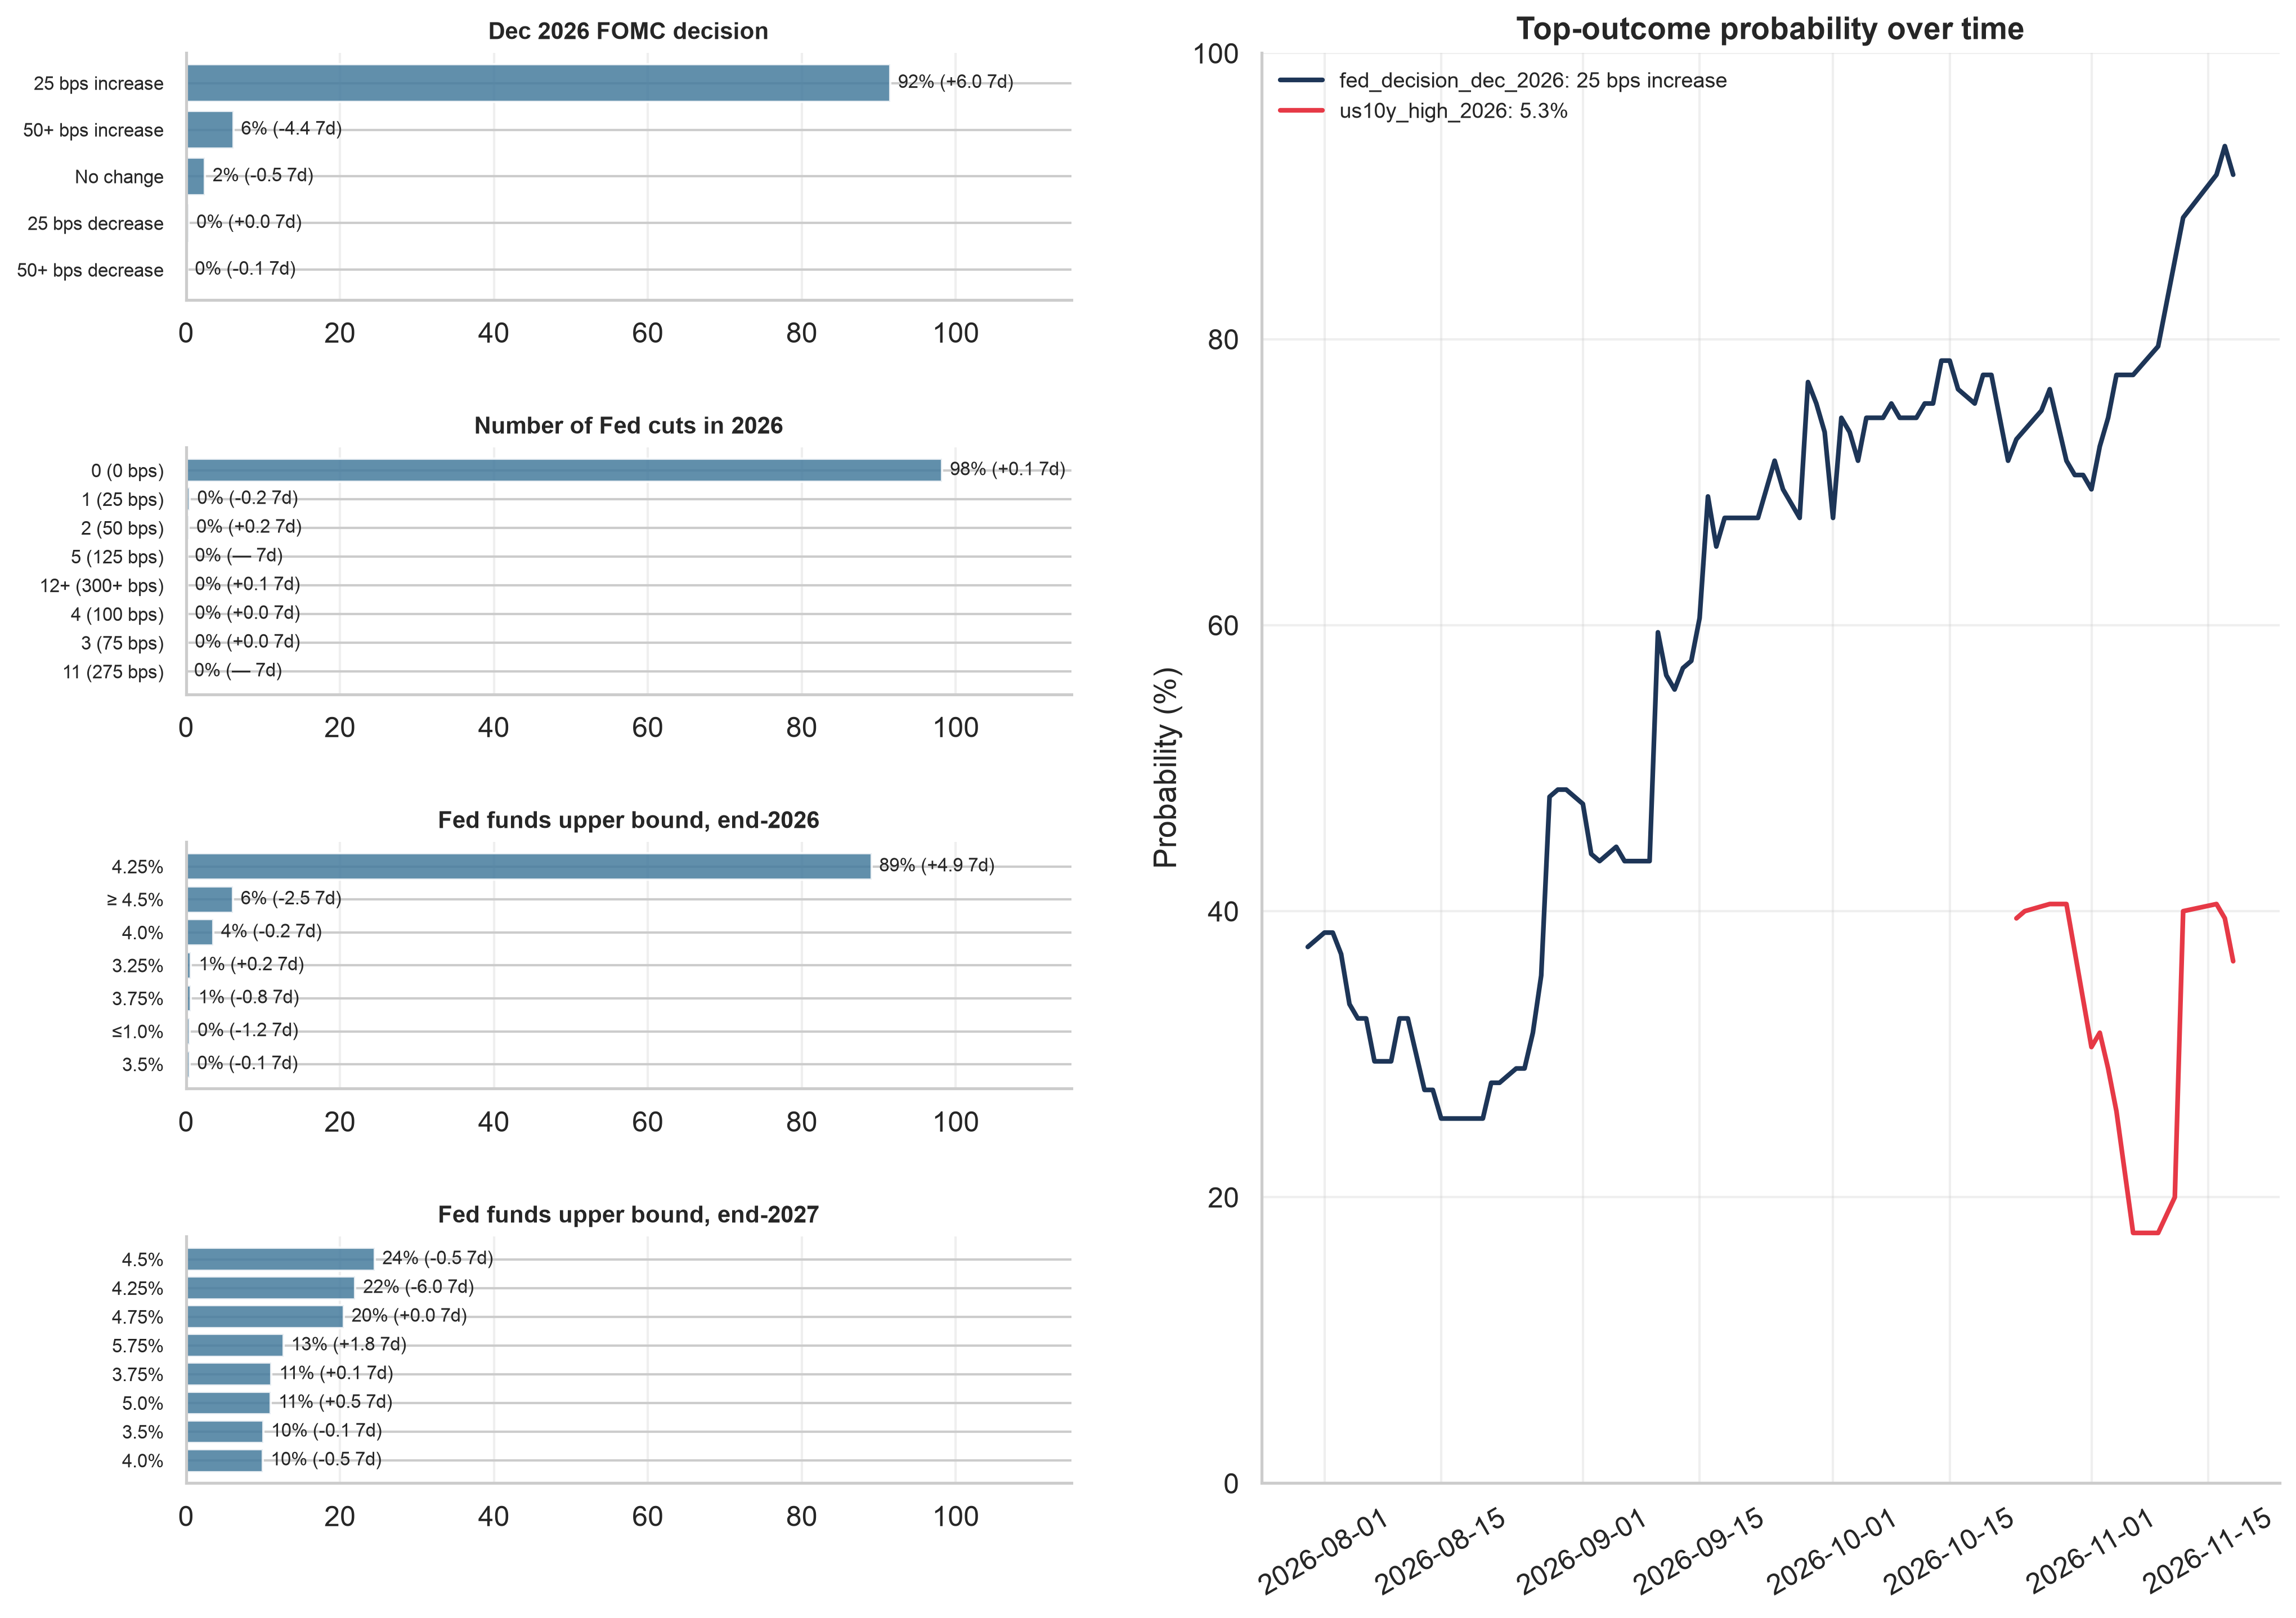 Dec 2026 FOMC decision
25 bps increase 92% (+6.0 7d)
50+ bps increase 6% (-4.4 7d)
No change 2% (-0.5 7d)
25 bps decrease 0% (+0.0 7d)
50+ bps decrease 0% (-0.1 7d)
0 20 40 60 80 100
Number of Fed cuts in 2026
0 (0 bps) 98% (+0.1 7d)
1 (25 bps) 0% (-0.2 7d)
2 (50 bps) 0% (+0.2 7d)
5 (125 bps) 0% (— 7d)
12+ (300+ bps) 0% (+0.1 7d)
4 (100 bps) 0% (+0.0 7d)
3 (75 bps) 0% (+0.0 7d)
11 (275 bps) 0% (— 7d)
0 20 40 60 80 100
Fed funds upper bound, end-2026
4.25% 89% (+4.9 7d)
≥ 4.5% 6% (-2.5 7d)
4.0% 4% (-0.2 7d)
3.25% 1% (+0.2 7d)
3.75% 1% (-0.8 7d)
≤1.0% 0% (-1.2 7d)
3.5% 0% (-0.1 7d)
0 20 40 60 80 100
Fed funds upper bound, end-2027
4.5% 24% (-0.5 7d)
4.25% 22% (-6.0 7d)
4.75% 20% (+0.0 7d)
5.75% 13% (+1.8 7d)
3.75% 11% (+0.1 7d)
5.0% 11% (+0.5 7d)
3.5% 10% (-0.1 7d)
4.0% 10% (-0.5 7d)
0 20 40 60 80 100
Top-outcome probability over time
fed_decision_dec_2026: 25 bps increase
us10y_high_2026: 5.3%
Probability (%)
100
80
60
40
20
0
2026-08-01 2026-08-15 2026-09-01 2026-09-15 2026-10-01 2026-10-15 2026-11-01 2026-11-15